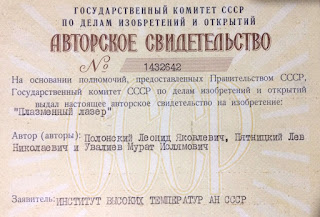 ГОСУДАРСТВЕННЫЙ КОМИТЕТ СССР
ПО ДЕЛАМ ИЗОБРЕТЕНИЙ И ОТКРЫТИЙ
АВТОРСКОЕ СВИДЕТЕЛЬСТВО
№ 1432642
На основании полномочий, предоставленных Правительством СССР,
Государственный комитет СССР по делам изобретений и открытий
выдал настоящее авторское свидетельство на изобретение:
"Плазменный лазер"
Автор (авторы): Полонский Леонид Яковлевич, Пятницкий Лев
Николаевич и Увалиев Мурат Ислямович
СССР
Заявитель: ИНСТИТУТ ВЫСОКИХ ТЕМПЕРАТУР АН СССР